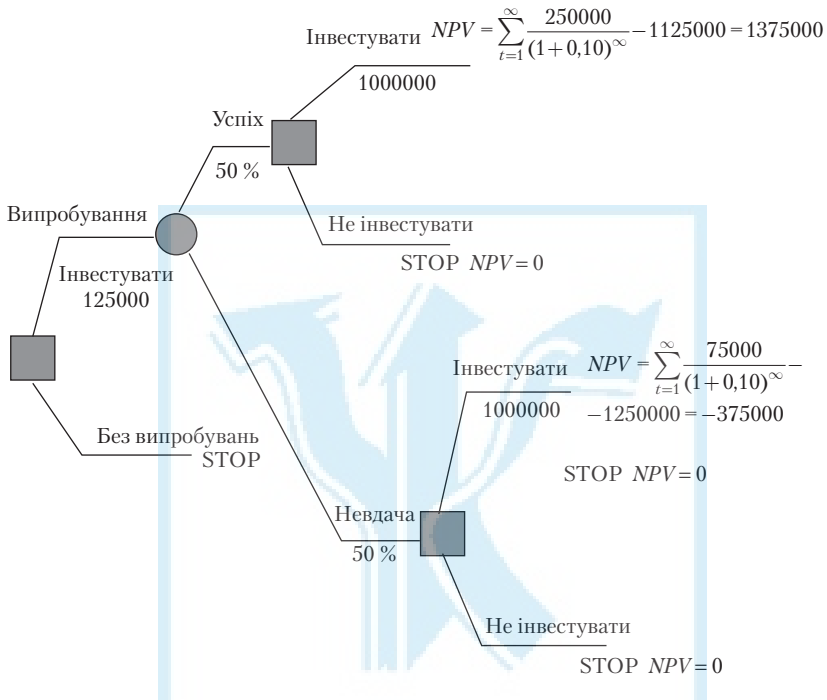 Інвестувати NPV = ∑_{t=1}^{∞} 250000/(1+0,10)^∞ −1125000 = 1375000
1000000
Успіх
50 %
Випробування
Не інвестувати
STOP NPV = 0
Інвестувати
125000
Інвестувати NPV = ∑_{t=1}^{∞} 75000/(1+0,10)^∞ −
1000000
−1250000 = −375000
Без випробувань
STOP
STOP NPV = 0
Невдача
50 %
Не інвестувати
STOP NPV = 0